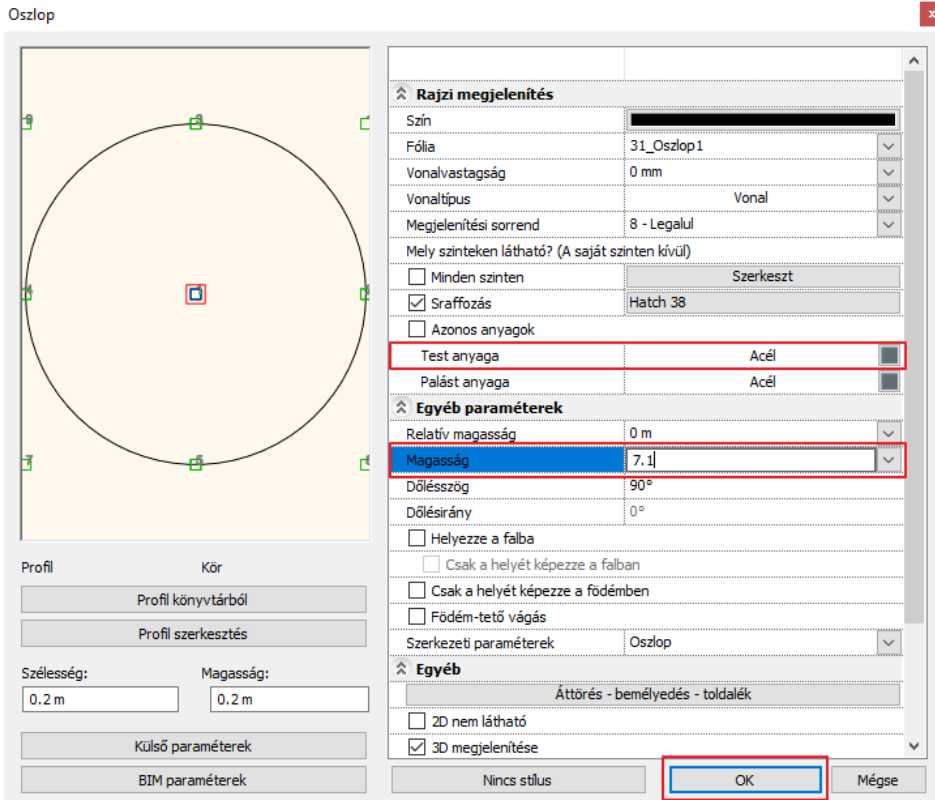 Oszlop
x
Rajzi megjelenítés
Szín
Fólia 31_Oszlop1
Vonalvastagság 0 mm
Vonaltípus Vonal
Megjelenítési sorrend 8 - Legalul
Mely szinteken látható? (A saját szinten kívül)
Minden szinten Szerkeszt
Sraffozás Hatch 38
Azonos anyagok
Test anyaga Acél
Palást anyaga Acél
Egyéb paraméterek
Relatív magasság 0 m
Magasság 7.1
Dőlésszög 90°
Dőlésirány 0°
Helyezze a falba
Csak a helyét képezze a falban
Csak a helyét képezze a födémben
Födém-tető vágás
Szerkezeti paraméterek Oszlop
Egyéb
Áttörés - bemélyedés - toldalék
2D nem látható
3D megjelenítése
Profil Kör
Profil könyvtárból
Profil szerkesztés
Szélesség: Magasság:
0.2 m 0.2 m
Külső paraméterek
BIM paraméterek
Nincs stílus OK Mégse